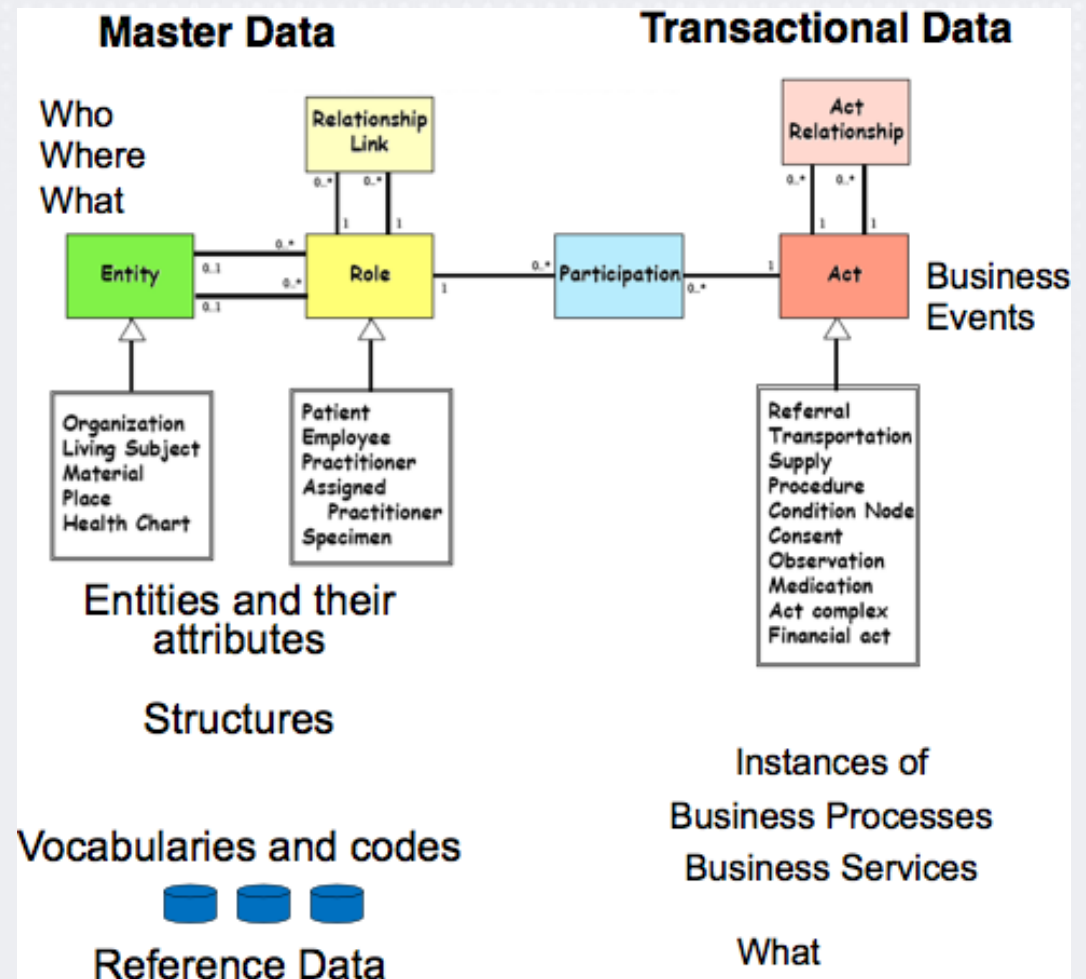 Master Data
Transactional Data
Who
Where
What
Relationship
Link
Act
Relationship
0..*
0..*
1
1
0..*
0..*
1
1
Entity
0..1
0..1
0..*
0..*
Role
1
0..*
Participation
0..*
1
Act
Business
Events
Organization
Living Subject
Material
Place
Health Chart
Patient
Employee
Practitioner
Assigned
Practitioner
Specimen
Referral
Transportation
Supply
Procedure
Condition Node
Consent
Observation
Medication
Act complex
Financial act
Entities and their
attributes
Structures
Instances of
Business Processes
Business Services
Vocabularies and codes
Reference Data
What